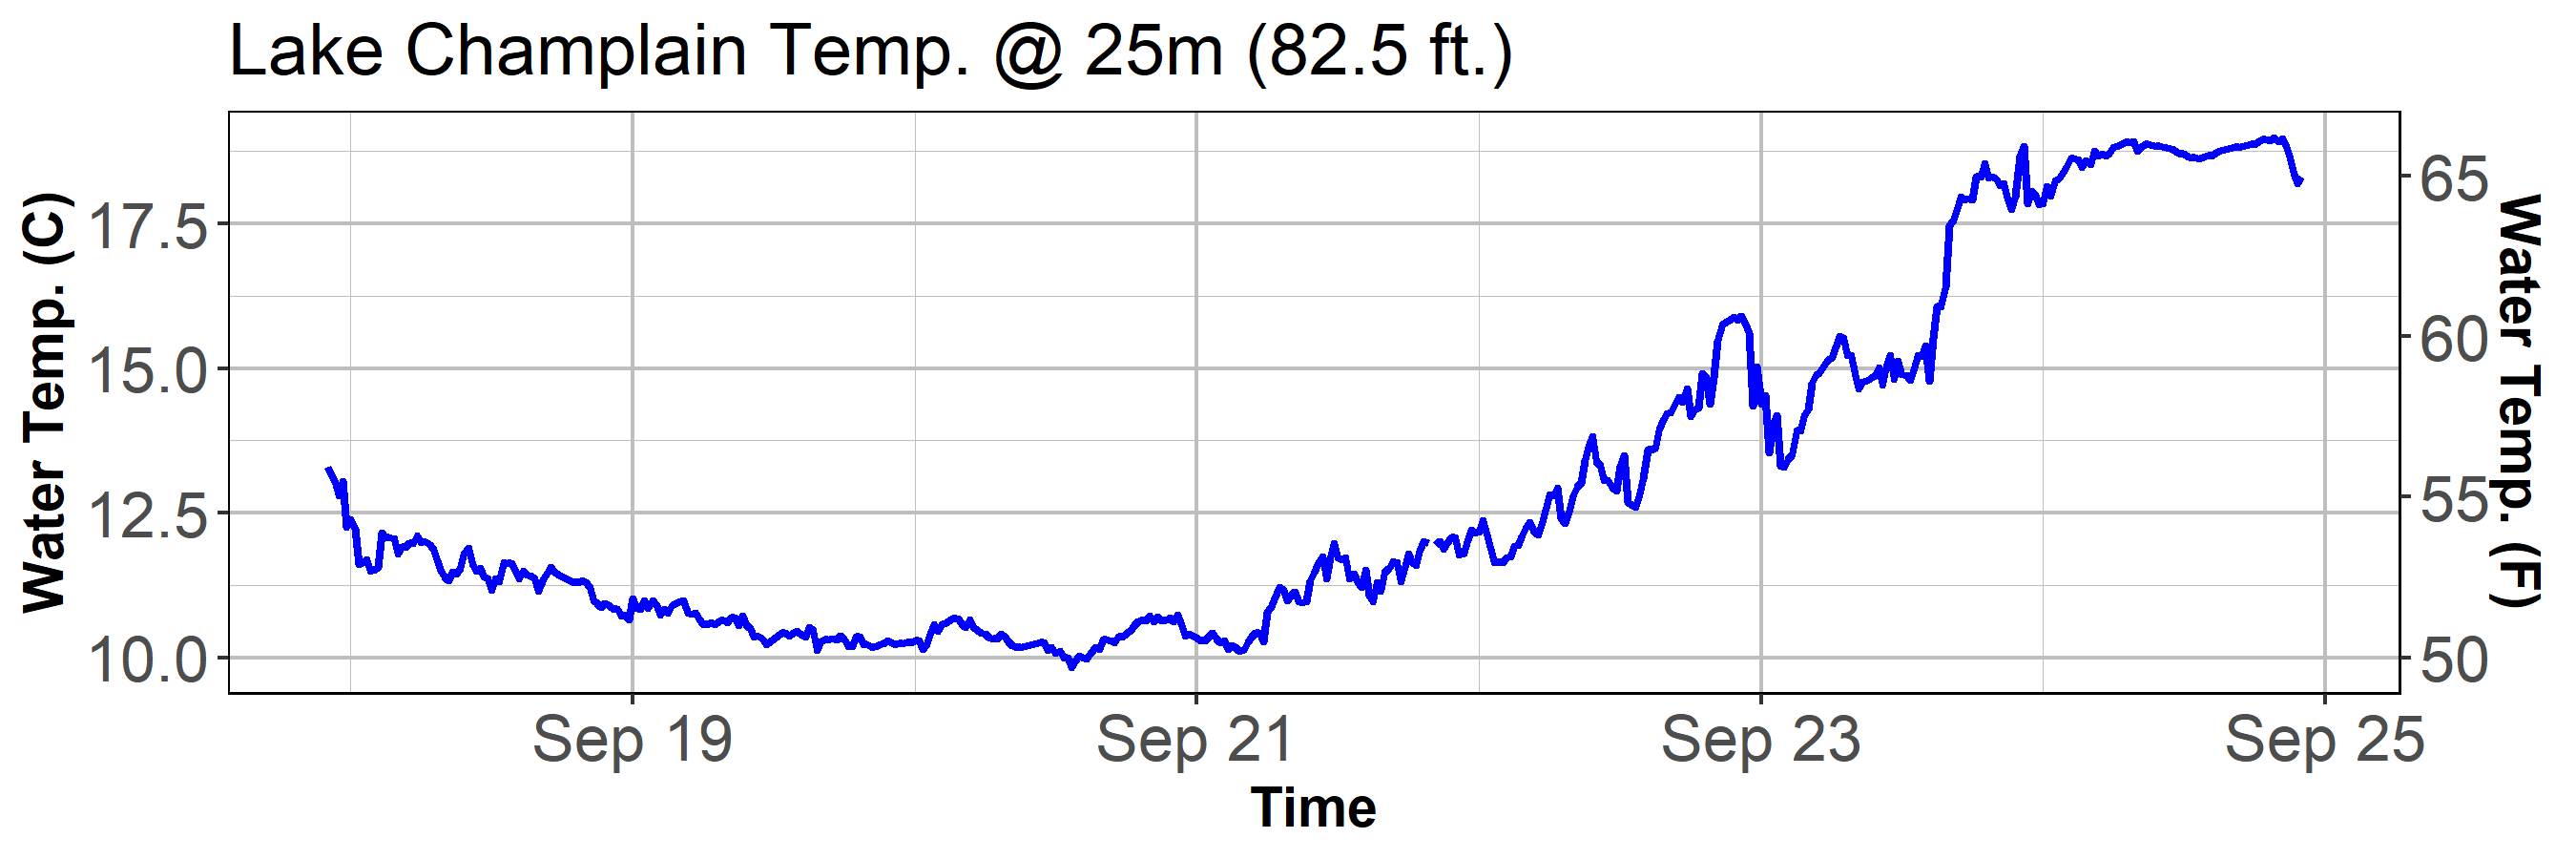 Lake Champlain Temp. @ 25m (82.5 ft.)
Water Temp. (C)
17.5
15.0
12.5
10.0
65
60
55
50
Water Temp. (F)
Sep 19 Sep 21 Sep 23 Sep 25
Time